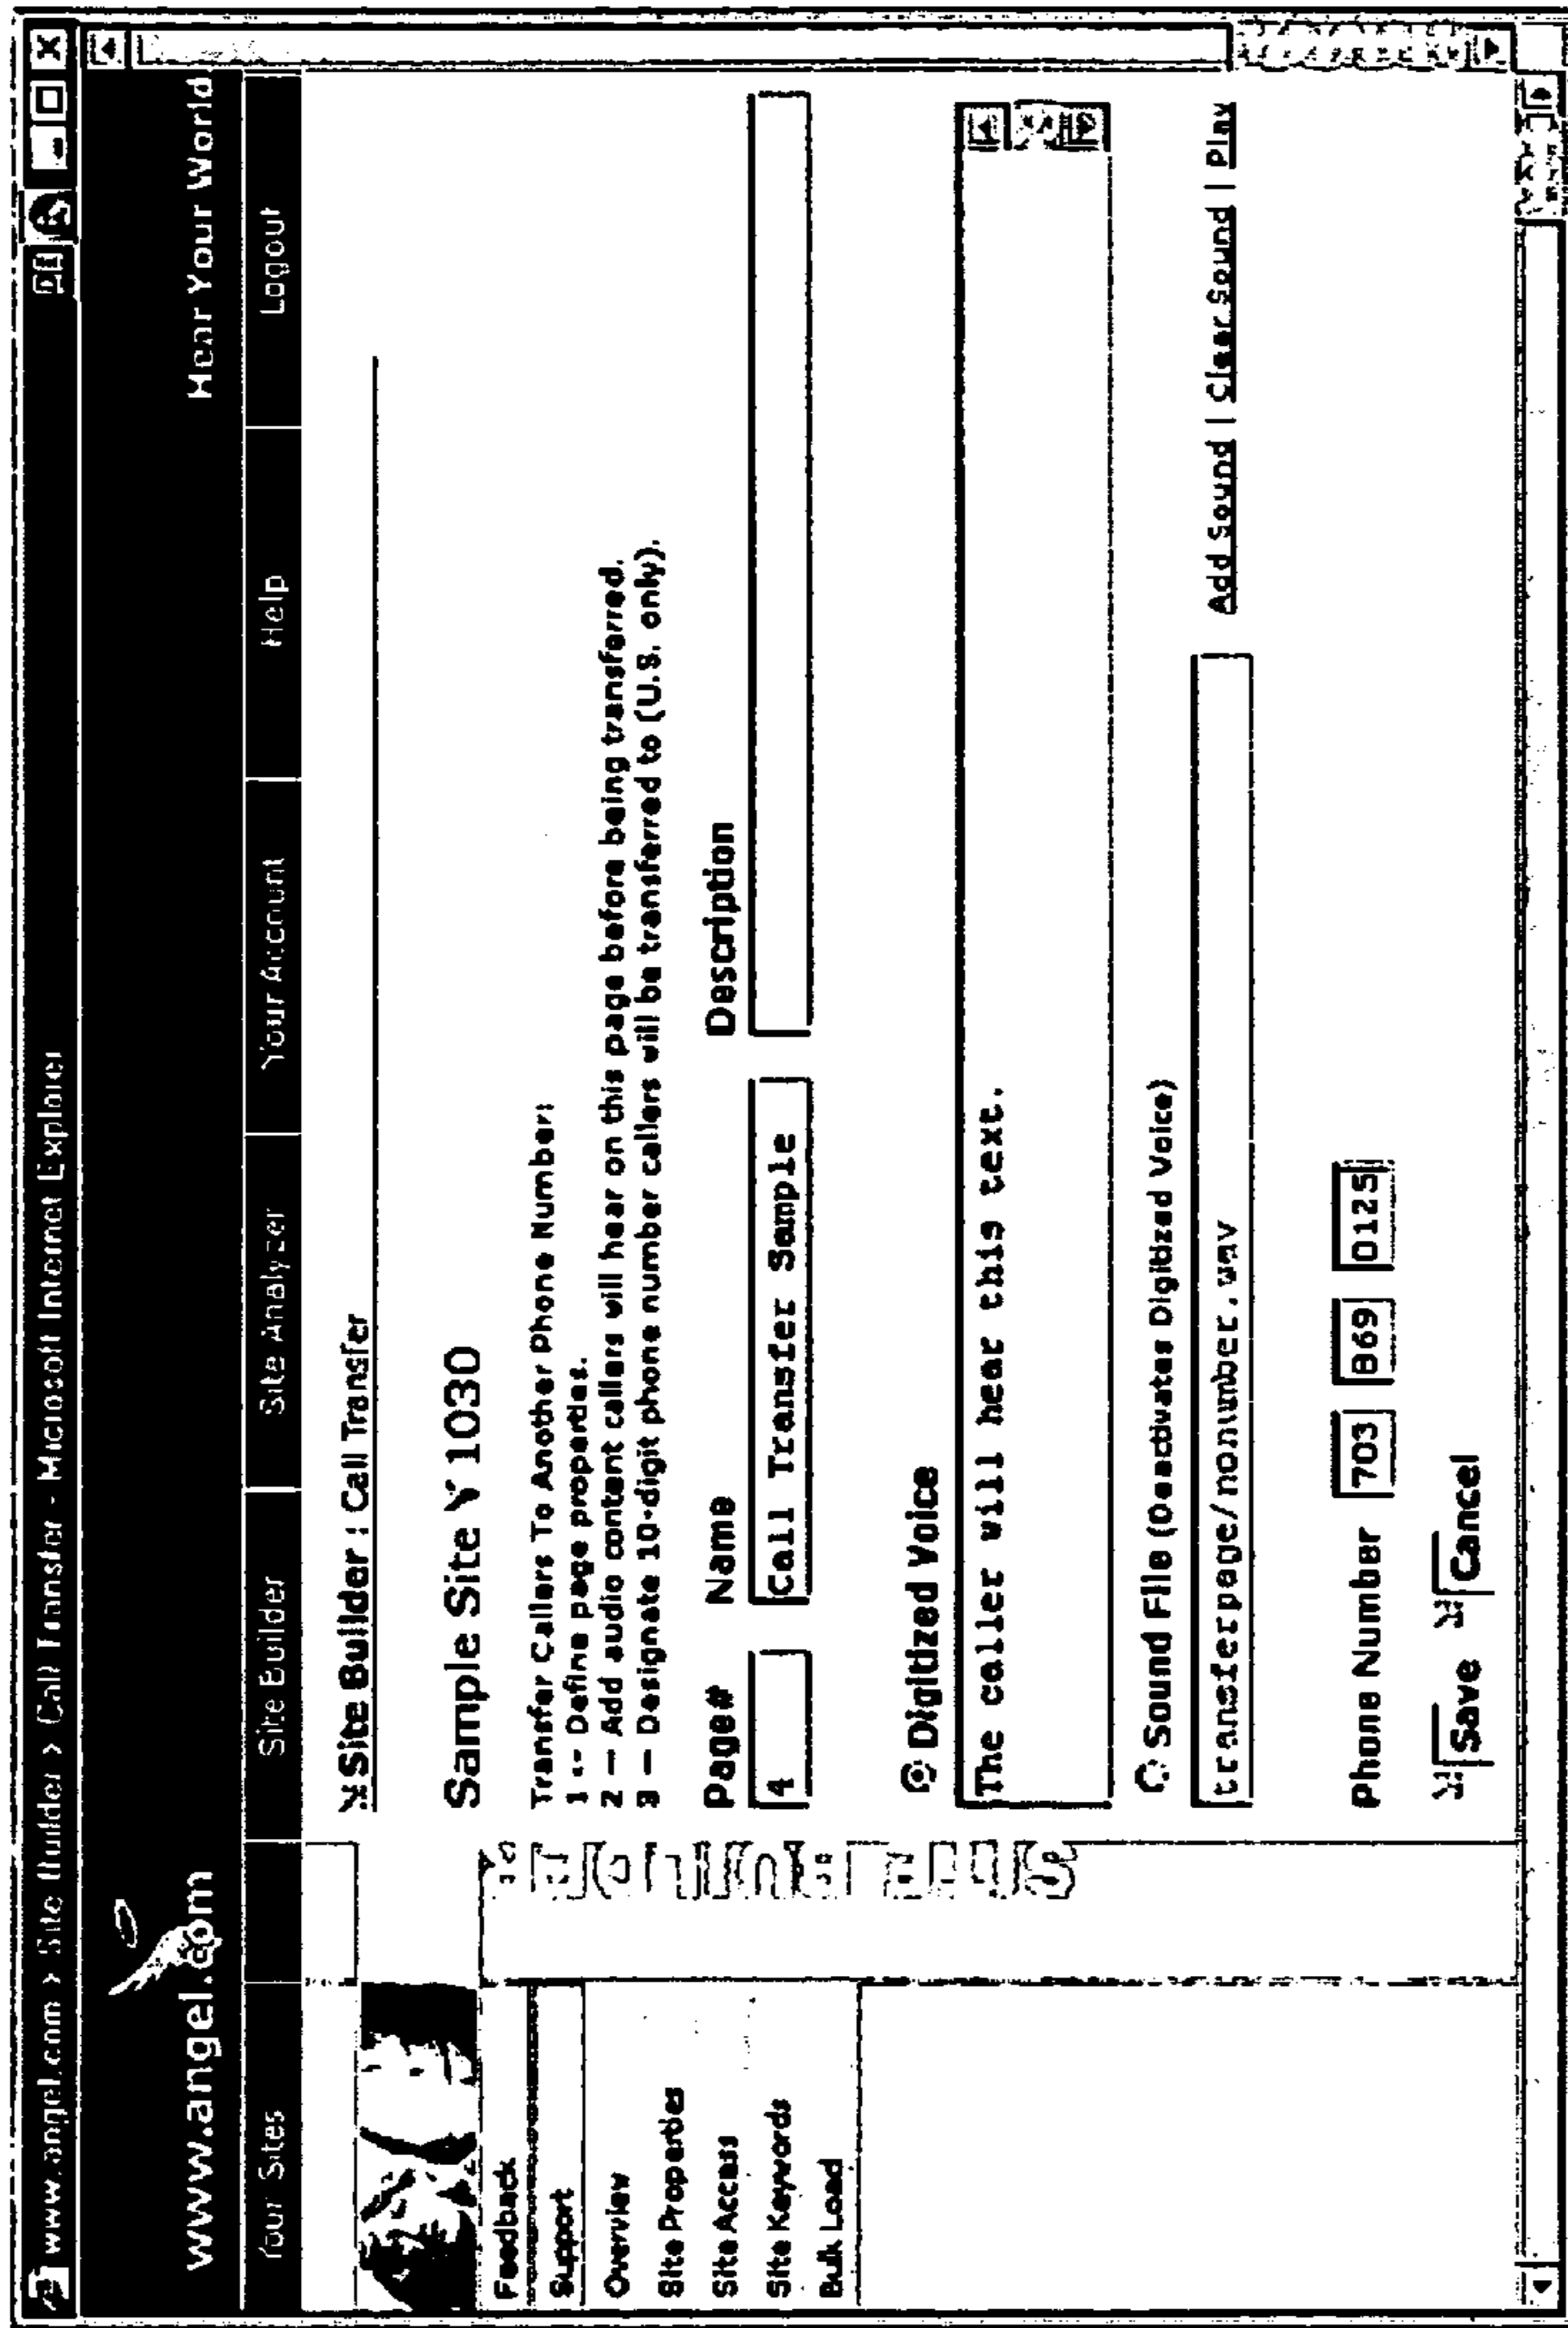 www.angel.com > Site Builder > Call Transfer - Microsoft Internet Explorer
www.angel.com
Hear Your World
Your Sites
Site Builder
Site Analyzer
Your Account
Help
Logout
Feedback
Support
Overview
Site Properties
Site Access
Site Keywords
Bulk Load
SITE BUILDER
Site Builder : Call Transfer
Sample Site Y 1030
Transfer Callers To Another Phone Number:
1 -- Define page properties.
2 — Add audio content callers will hear on this page before being transferred.
3 — Designate 10-digit phone number callers will be transferred to (U.S. only).
Page# Name Description
4 Call Transfer Sample
Digitized Voice
The caller will hear this text.
Sound File (Deactivates Digitized Voice)
transferpage/nonumber.wav Add Sound | Clear Sound | Play
Phone Number 703 869 0125
Save Cancel